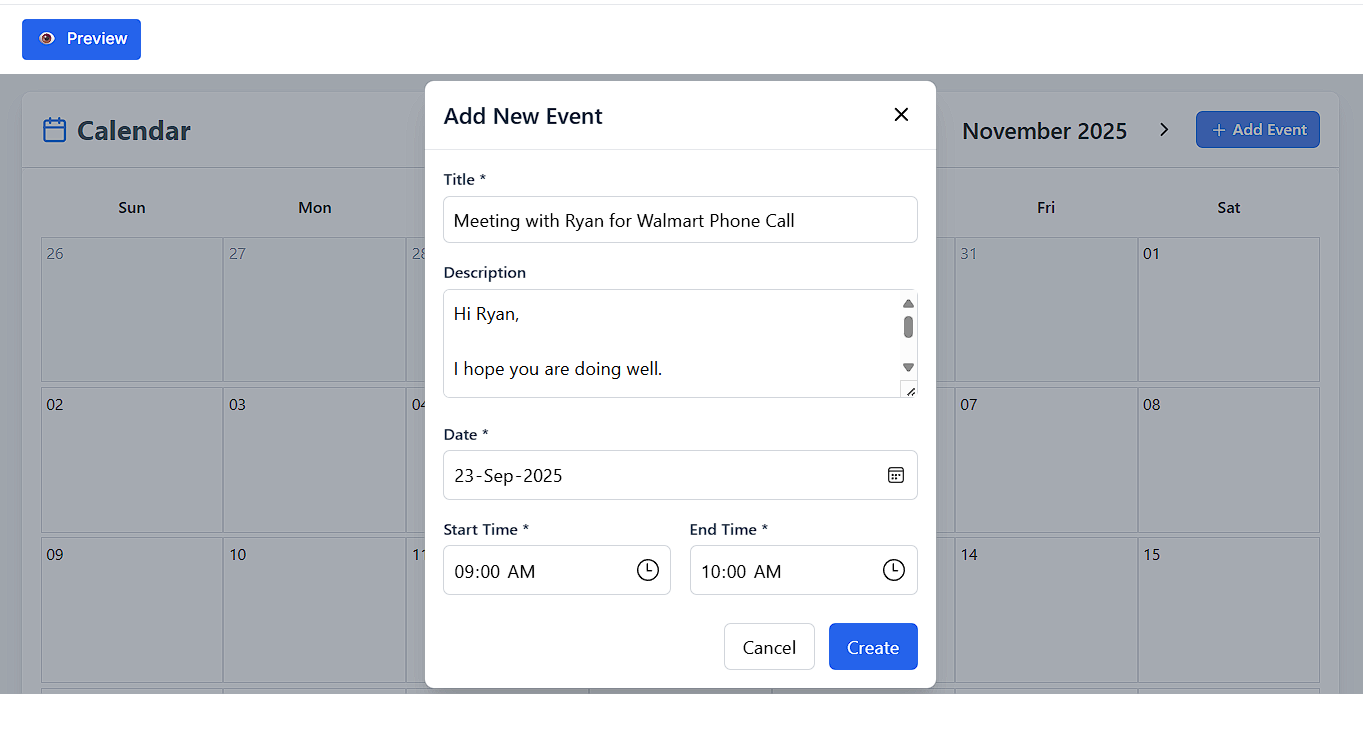 Preview
Calendar
November 2025
+ Add Event
Add New Event
Sun
Mon
Fri
Sat
Title *
Meeting with Ryan for Walmart Phone Call
Description
Hi Ryan,
I hope you are doing well.
Date *
23-Sep-2025
Start Time *
End Time *
09:00 AM
10:00 AM
Cancel
Create
26
27
28
31
01
02
03
04
07
08
09
10
11
14
15